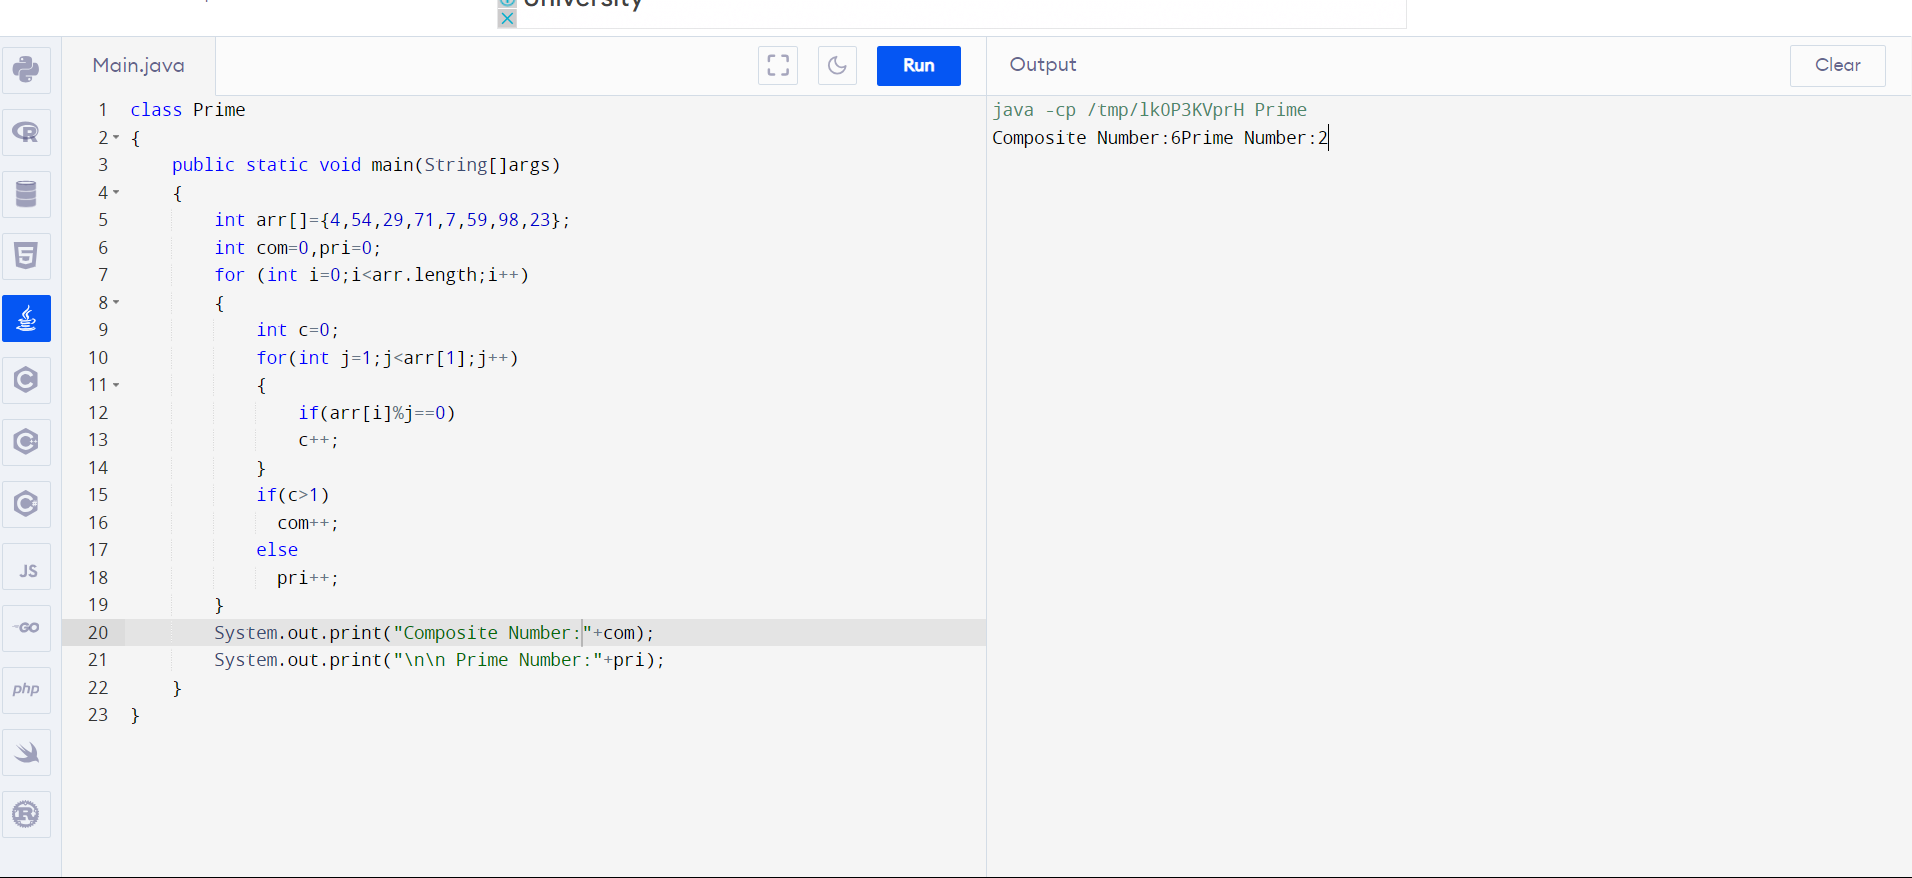 University
Main.java
Run
Output
Clear
1 class Prime
2 {
3 public static void main(String[]args)
4 {
5 int arr[]={4,54,29,71,7,59,98,23};
6 int com=0,pri=0;
7 for (int i=0;i<arr.length;i++)
8 {
9 int c=0;
10 for(int j=1;j<arr[1];j++)
11 {
12 if(arr[i]%j==0)
13 c++;
14 }
15 if(c>1)
16 com++;
17 else
18 pri++;
19 }
20 System.out.print("Composite Number:"+com);
21 System.out.print("\n\n Prime Number:"+pri);
22 }
23 }
java -cp /tmp/lkOP3KVprH Prime
Composite Number:6Prime Number:2
R
5
C
C+
C#
JS
GO
php
R